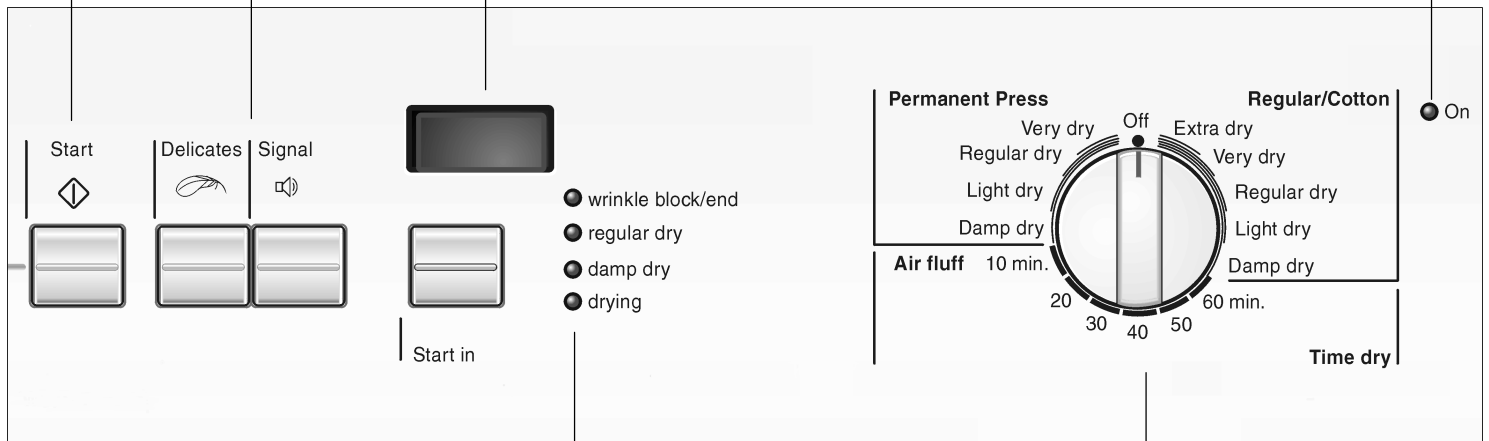 Start
Delicates
Signal
Start in
wrinkle block/end
regular dry
damp dry
drying
Permanent Press
Very dry
Regular dry
Light dry
Damp dry
Air fluff 10 min.
20
30
40
50
60 min.
Off
Regular/Cotton
Extra dry
Very dry
Regular dry
Light dry
Damp dry
Time dry
On